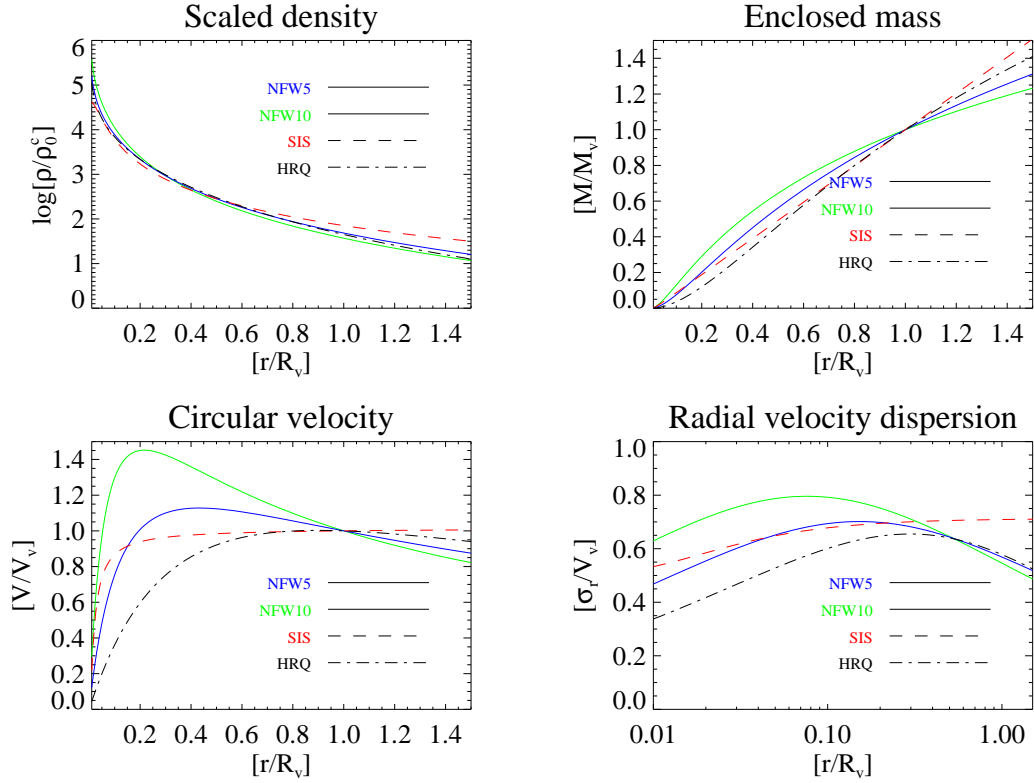 Scaled density
6
5
4
3
2
1
0
log[ρ/ρ₀ᶜ]
NFW5
NFW10
SIS
HRQ
0.2 0.4 0.6 0.8 1.0 1.2 1.4
[r/Rᵥ]
Enclosed mass
1.4
1.2
1.0
0.8
0.6
0.4
0.2
0.0
[M/Mᵥ]
NFW5
NFW10
SIS
HRQ
0.2 0.4 0.6 0.8 1.0 1.2 1.4
[r/Rᵥ]
Circular velocity
1.4
1.2
1.0
0.8
0.6
0.4
0.2
0.0
[V/Vᵥ]
NFW5
NFW10
SIS
HRQ
0.2 0.4 0.6 0.8 1.0 1.2 1.4
[r/Rᵥ]
Radial velocity dispersion
1.0
0.8
0.6
0.4
0.2
0.0
[σᵣ/Vᵥ]
NFW5
NFW10
SIS
HRQ
0.01 0.10 1.00
[r/Rᵥ]